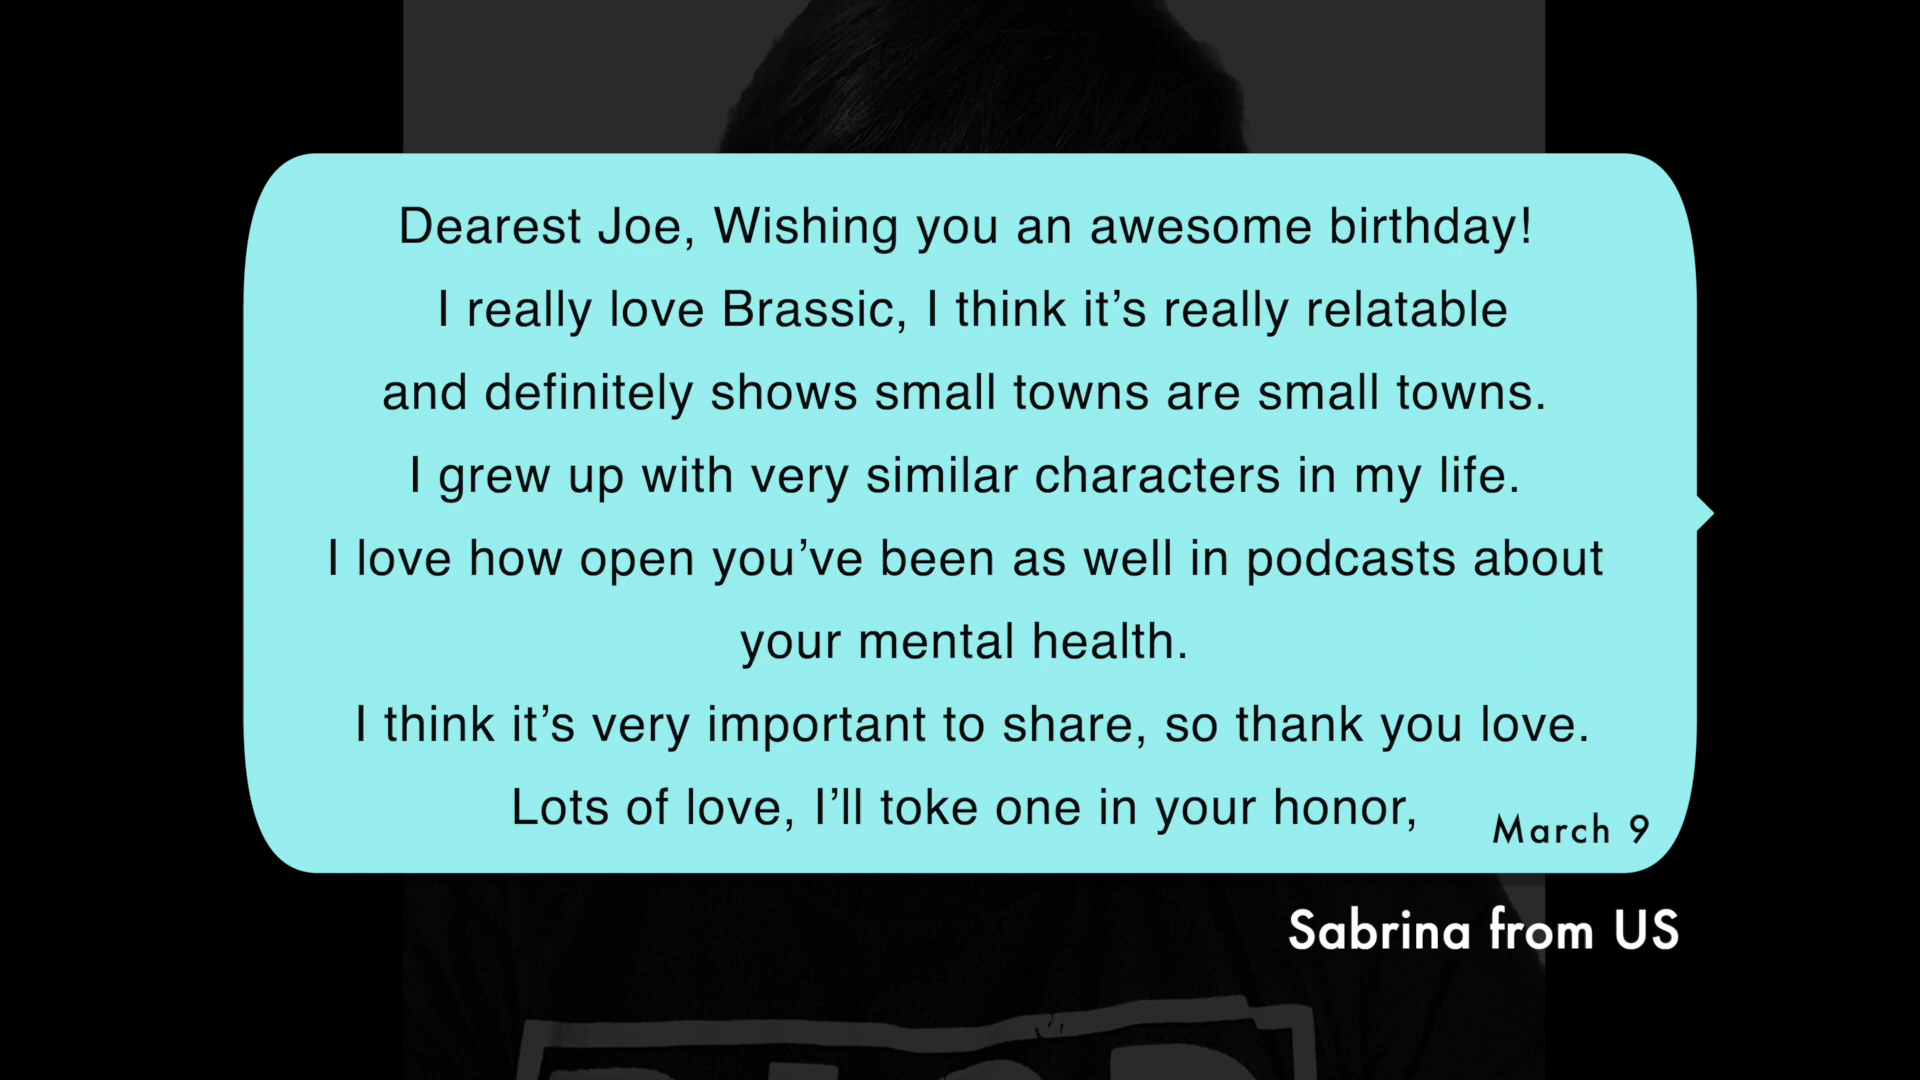 Dearest Joe, Wishing you an awesome birthday!
I really love Brassic, I think it’s really relatable
and definitely shows small towns are small towns.
I grew up with very similar characters in my life.
I love how open you’ve been as well in podcasts about
your mental health.
I think it’s very important to share, so thank you love.
Lots of love, I’ll toke one in your honor,
March 9
Sabrina from US